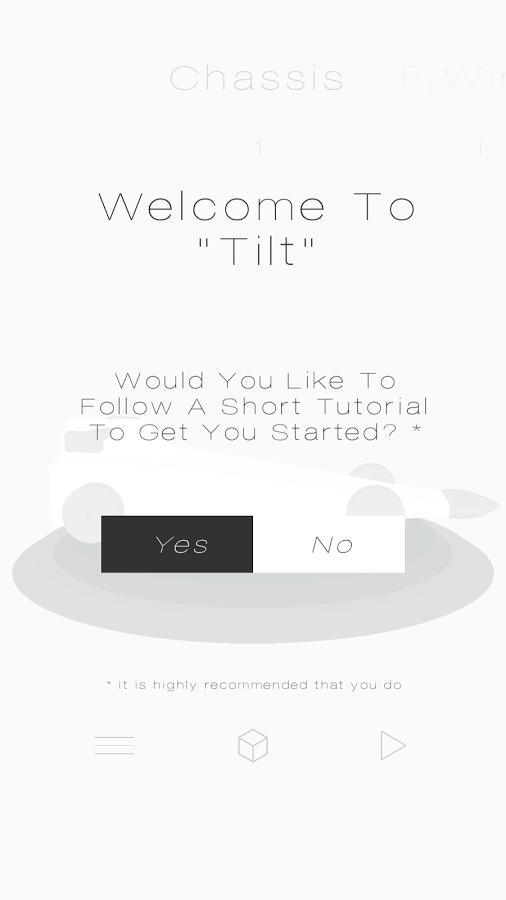 Chassis F.Wi
1 1
Welcome To
"Tilt"
Would You Like To
Follow A Short Tutorial
To Get You Started? *
Yes No
* It is highly recommended that you do